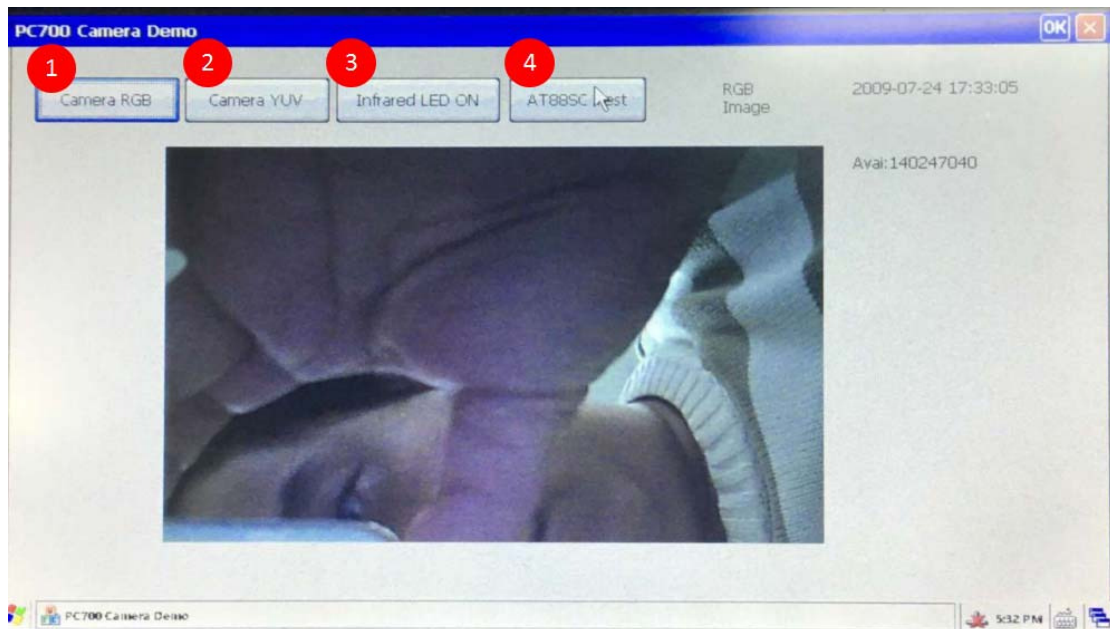 PC700 Camera Demo
OK
1
2
3
4
Camera RGB
Camera YUV
Infrared LED ON
AT88SC Test
RGB
Image
2009-07-24 17:33:05
Avai:140247040
PC700 Camera Demo
5:32 PM